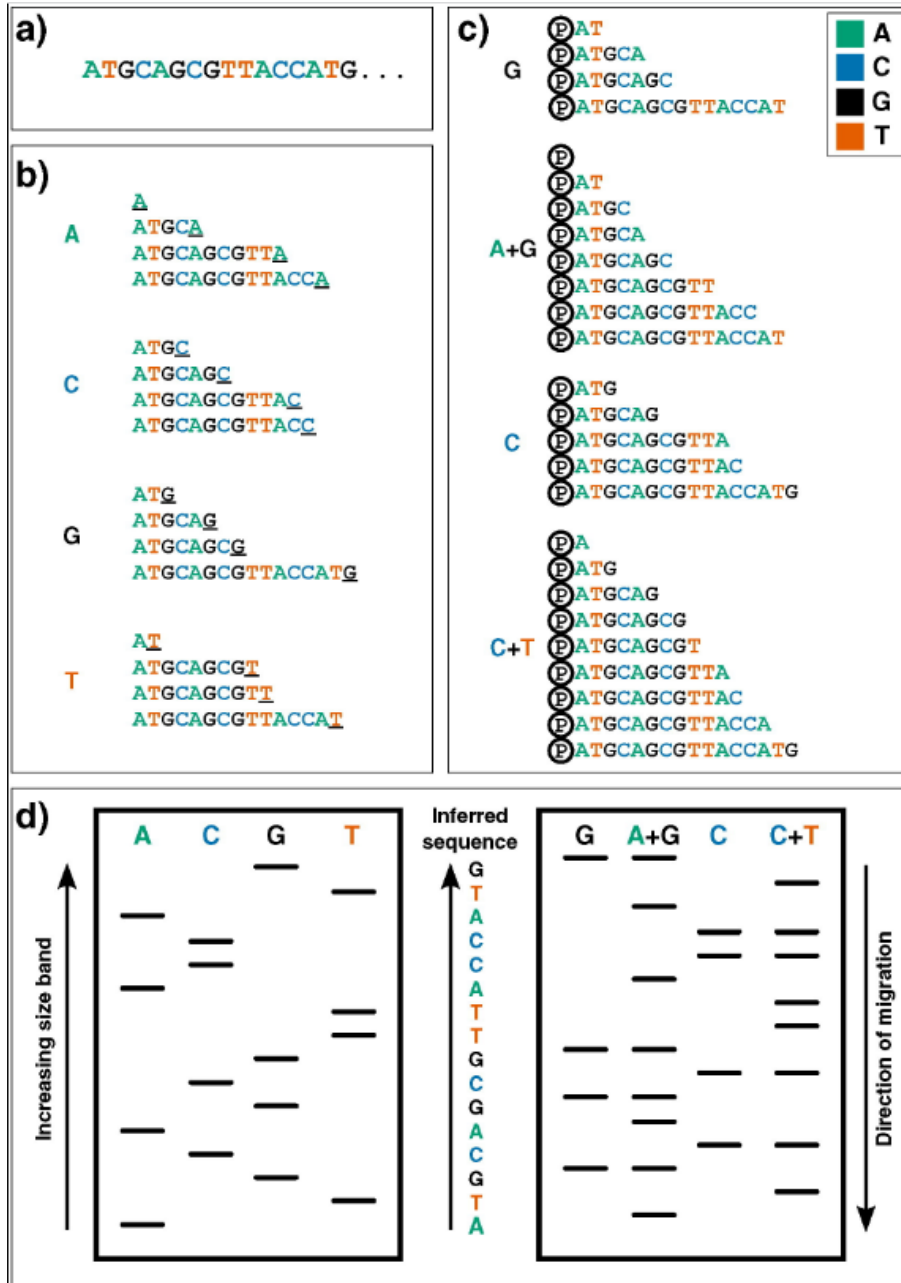 a)
ATGCAGCGTTACCATG...
b)
A
A
ATGCA
ATGCAGCGTTA
ATGCAGCGTTACCA
C
ATGC
ATGCAGC
ATGCAGCGTTAC
ATGCAGCGTTACC
G
ATG
ATGCAG
ATGCAGCG
ATGCAGCGTTACCATG
T
AT
ATGCAGCGT
ATGCAGCGTT
ATGCAGCGTTACCAT
c)
A
C
G
T
G
PAT
PATGCA
PATGCAGC
PATGCAGCGTTACCAT
A+G
P
PAT
PATGC
PATGCA
PATGCAGC
PATGCAGCGTT
PATGCAGCGTTACC
PATGCAGCGTTACCAT
C
PATG
PATGCAG
PATGCAGCGTTA
PATGCAGCGTTAC
PATGCAGCGTTACCATG
C+T
PA
PATG
PATGCAG
PATGCAGCG
PATGCAGCGT
PATGCAGCGTTA
PATGCAGCGTTAC
PATGCAGCGTTACCA
PATGCAGCGTTACCATG
d)
A C G T
Increasing size band
Inferred
sequence
G
T
A
C
C
A
T
T
G
C
G
A
C
G
T
A
G A+G C C+T
Direction of migration